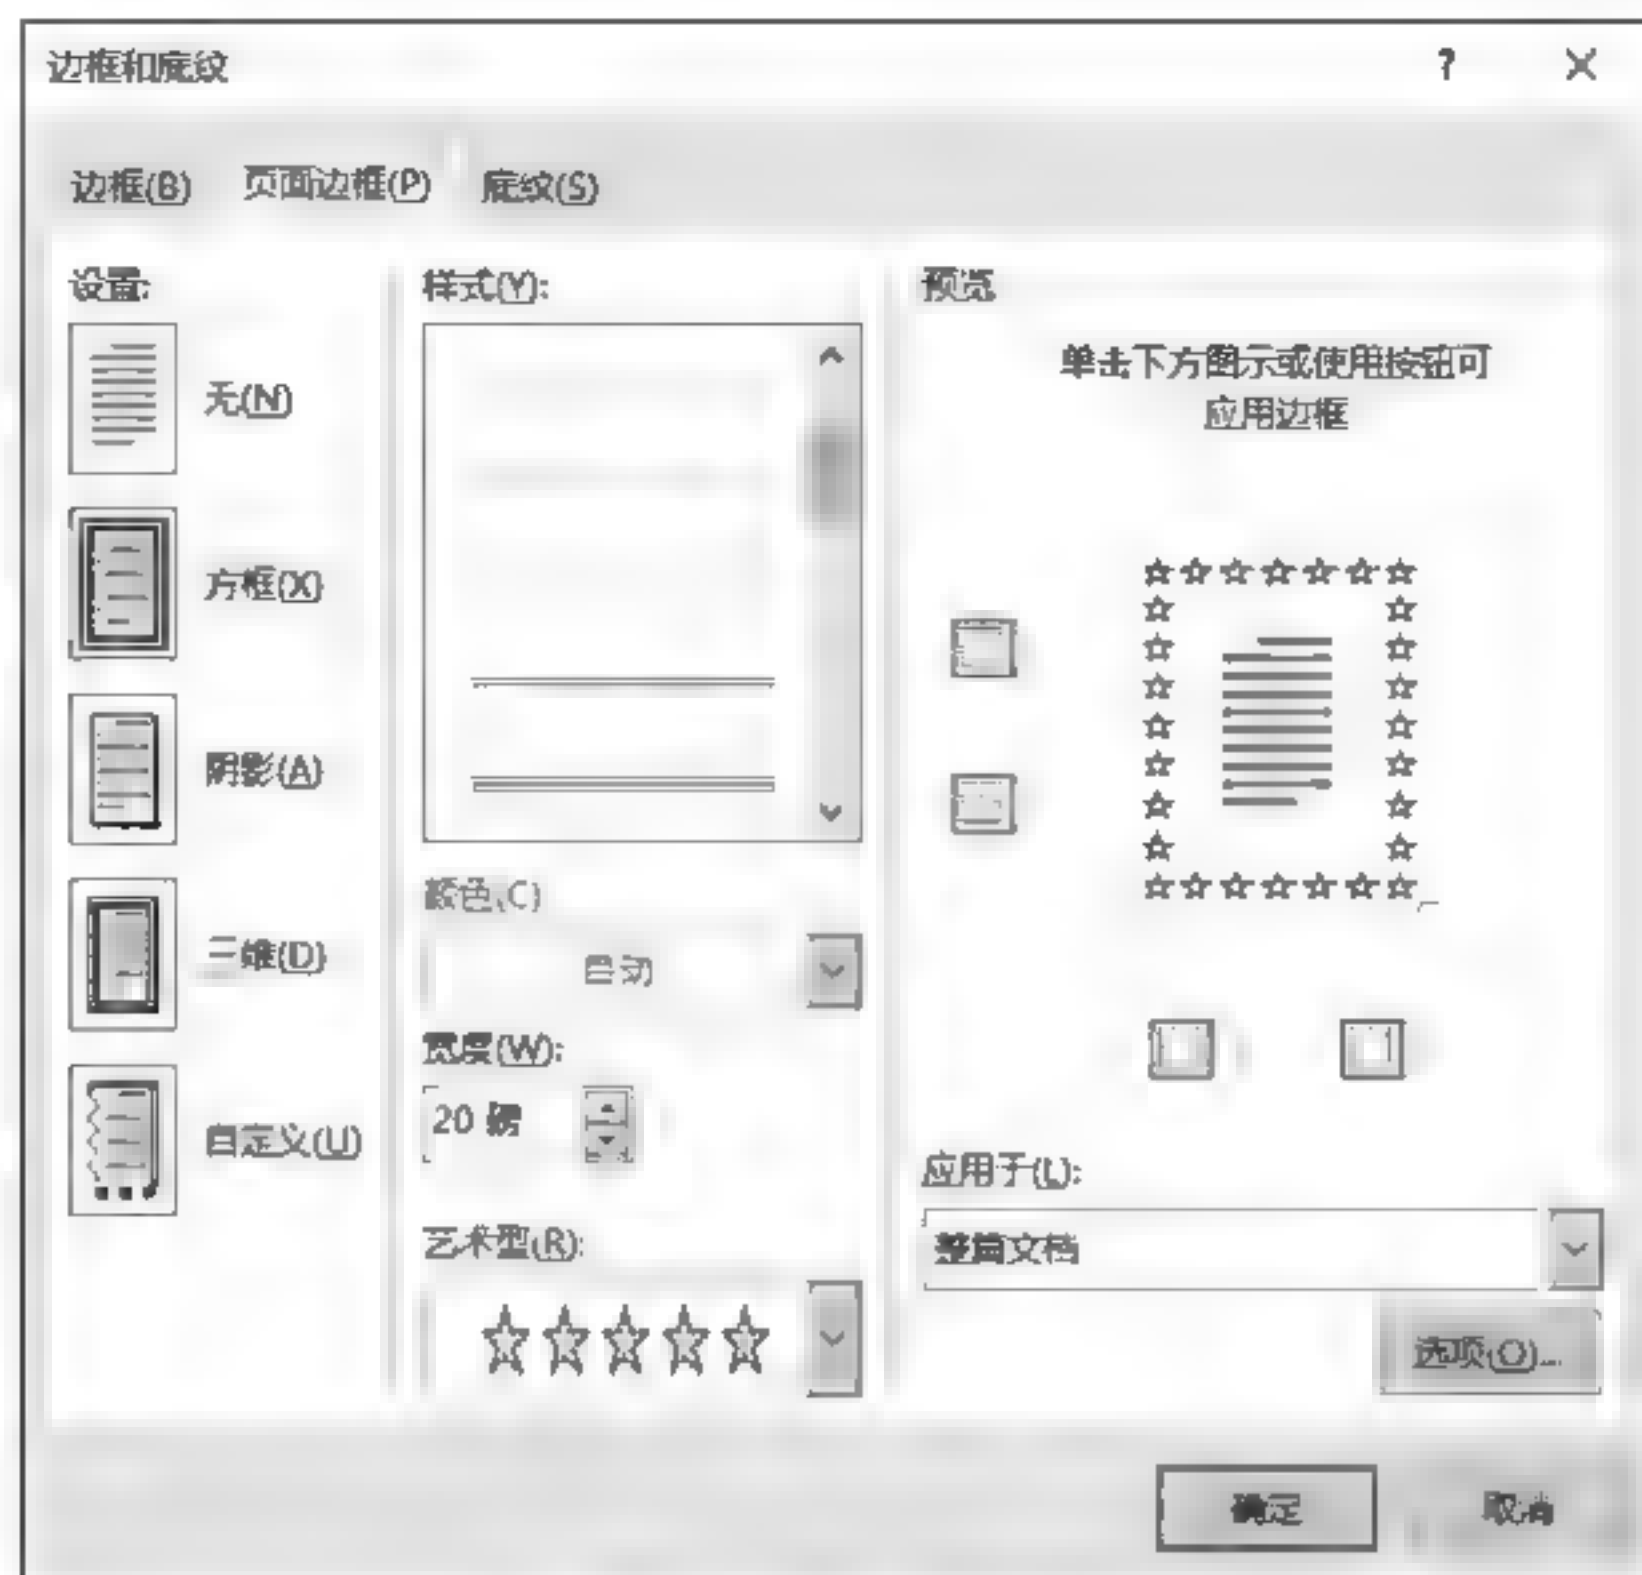 边框和底纹
?
边框(B) 页面边框(P) 底纹(S)
设置:
无(N)
方框(X)
阴影(A)
三维(D)
自定义(U)
样式(Y):
颜色(C)
自动
宽度(W):
20 磅
艺术型(R):
预览
单击下方图示或使用按钮可
应用边框
应用于(L):
整篇文档
选项(O)...
确定
取消